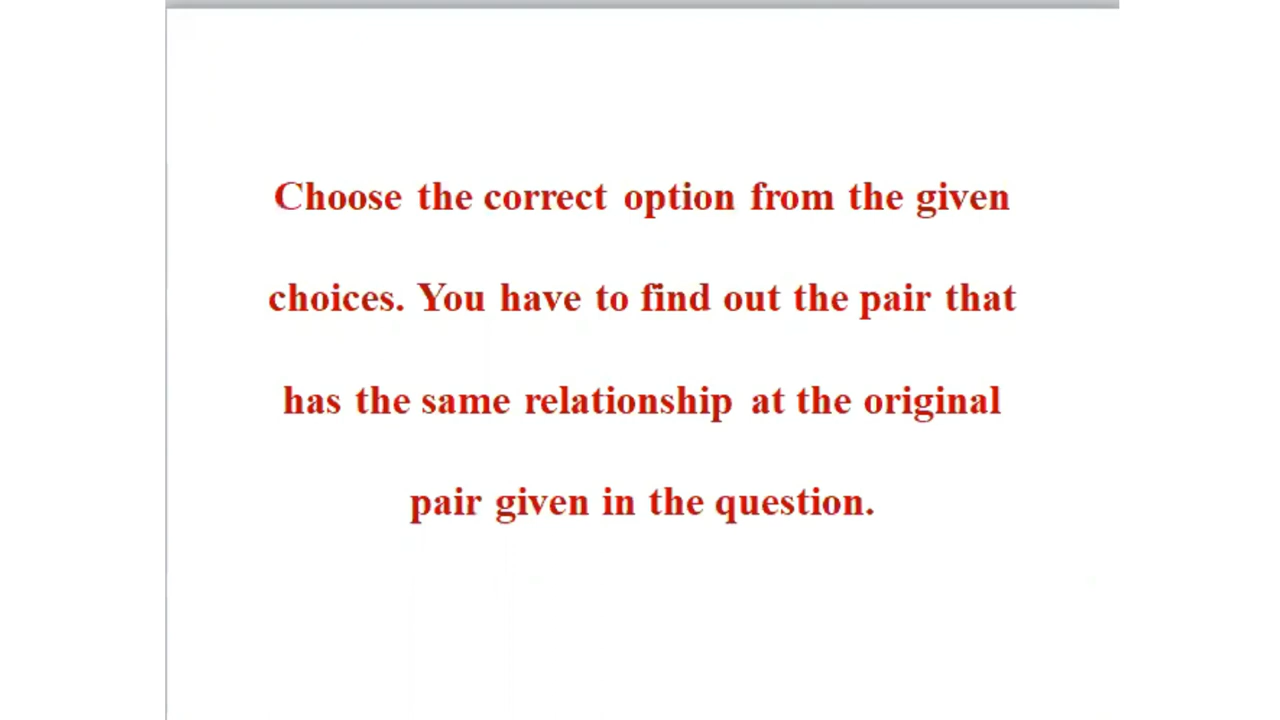 Choose the correct option from the given
choices. You have to find out the pair that
has the same relationship at the original
pair given in the question.